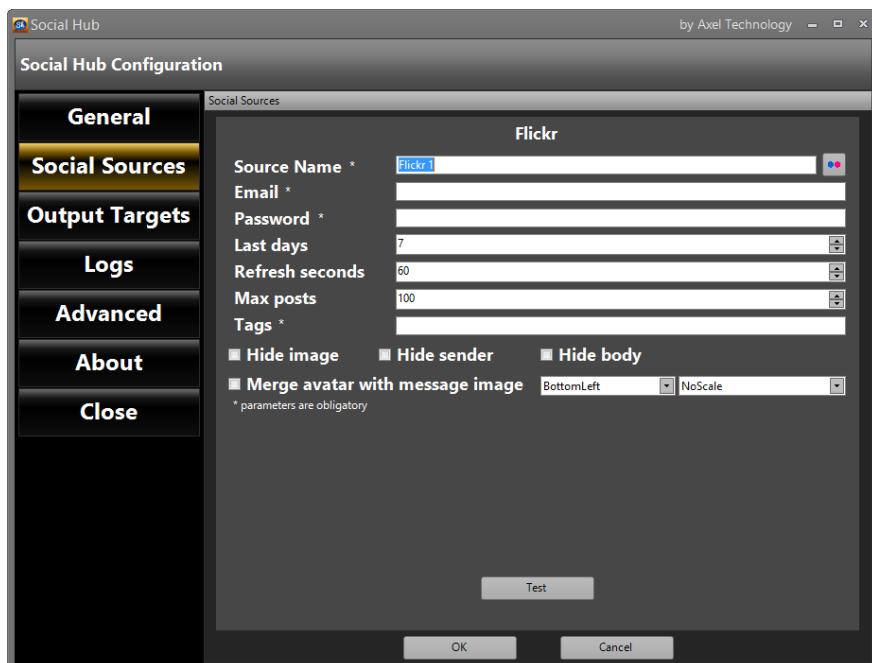 Social Hub by Axel Technology
Social Hub Configuration
General
Social Sources
Output Targets
Logs
Advanced
About
Close
Social Sources
Flickr
Source Name * Flickr 1
Email *
Password *
Last days 7
Refresh seconds 60
Max posts 100
Tags *
Hide image Hide sender Hide body
Merge avatar with message image BottomLeft NoScale
* parameters are obligatory
Test
OK Cancel